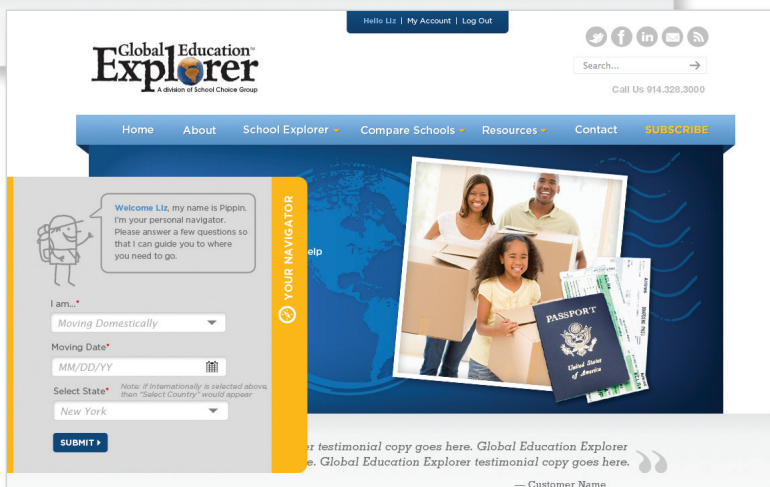 Hello Liz | My Account | Log Out
Global Education
Explorer
A division of School Choice Group
Search...
Call Us 914.328.3000
Home About School Explorer Compare Schools Resources Contact SUBSCRIBE
Welcome Liz, my name is Pippin.
I'm your personal navigator.
Please answer a few questions so
that I can guide you to where
you need to go.
YOUR NAVIGATOR
I am...*
Moving Domestically
Moving Date*
MM/DD/YY
Select State* Note: if Internationally is selected above,
then "Select Country" would appear
New York
SUBMIT
elp
PASSPORT
United States
of America
testimonial copy goes here. Global Education Explorer
e. Global Education Explorer testimonial copy goes here.
— Customer Name